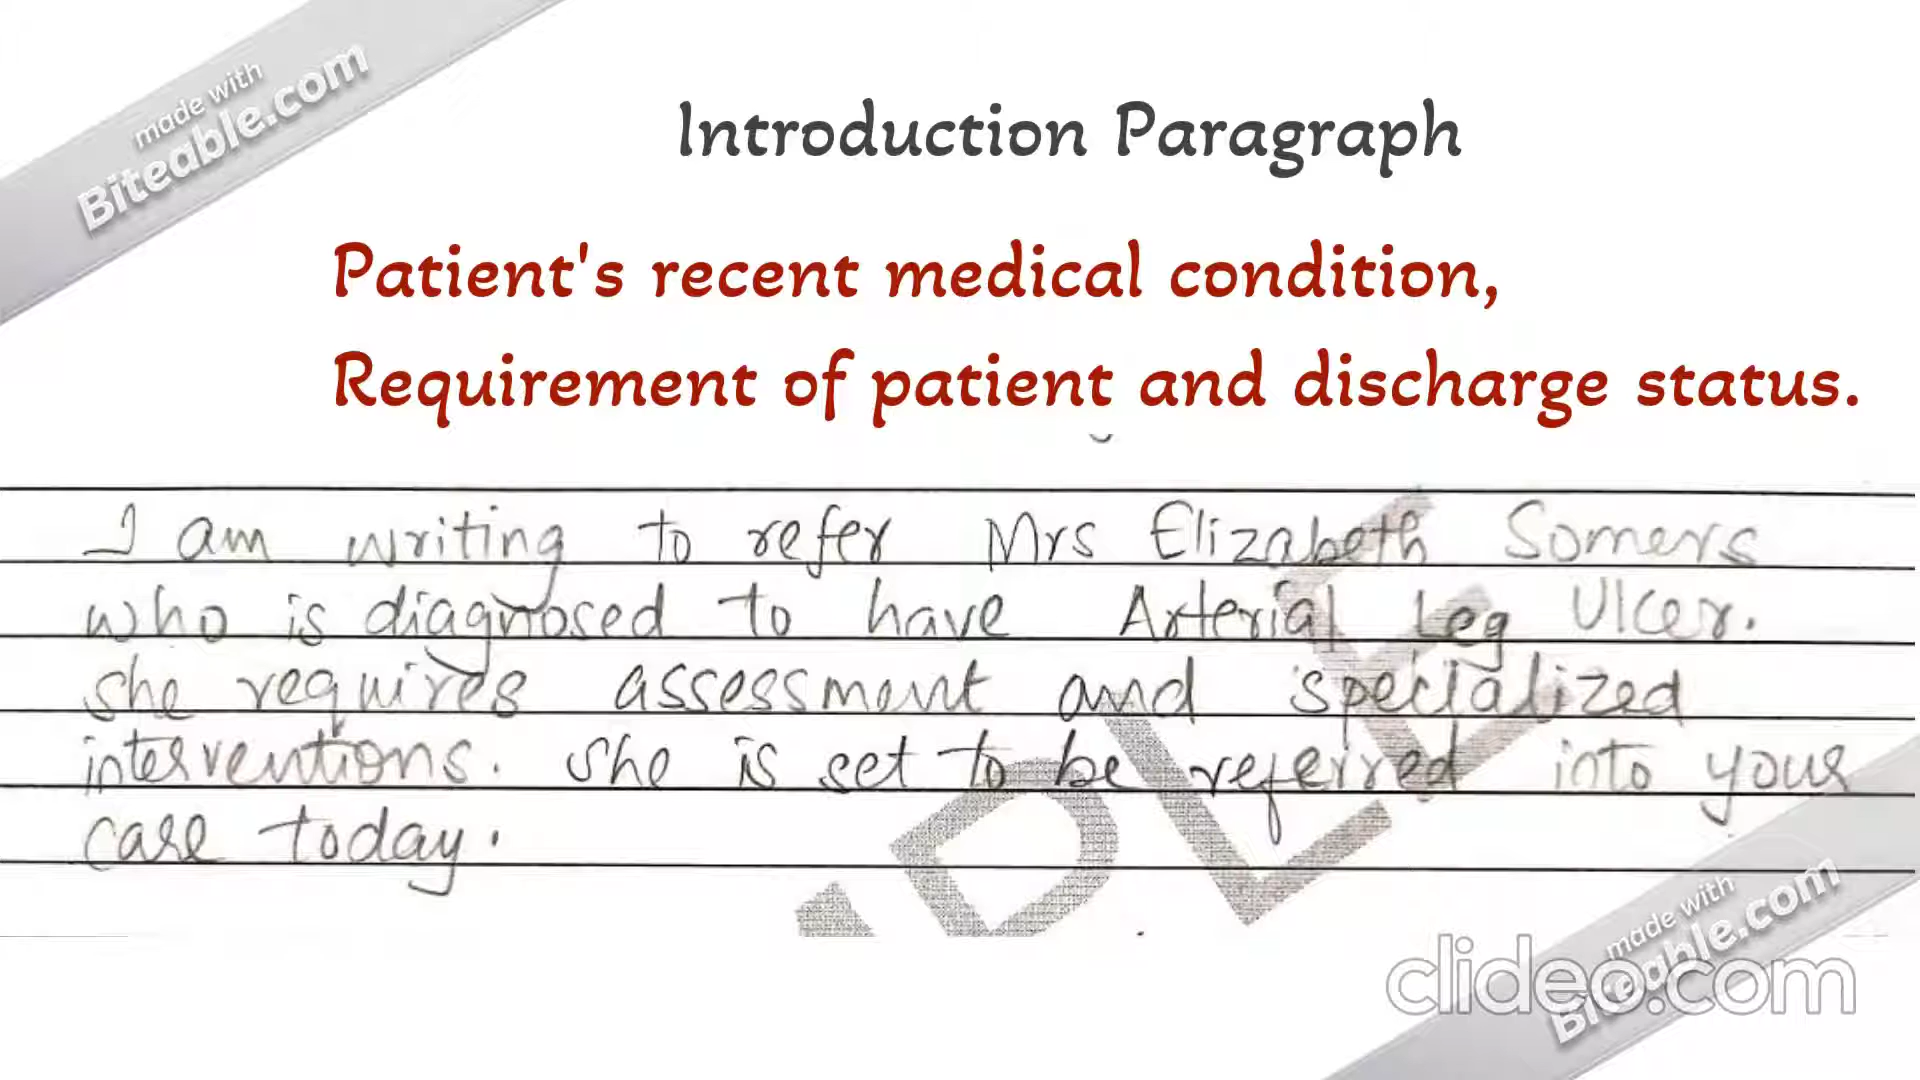 made with
Biteable.com
Introduction Paragraph
Patient's recent medical condition,
Requirement of patient and discharge status.
I am writing to refer Mrs Elizabeth Somers
who is diagnosed to have Arterial Leg Ulcer.
she requires assessment and specialized
interventions. She is set to be referred into your
care today.
made with
Biteable.com
clideo.com